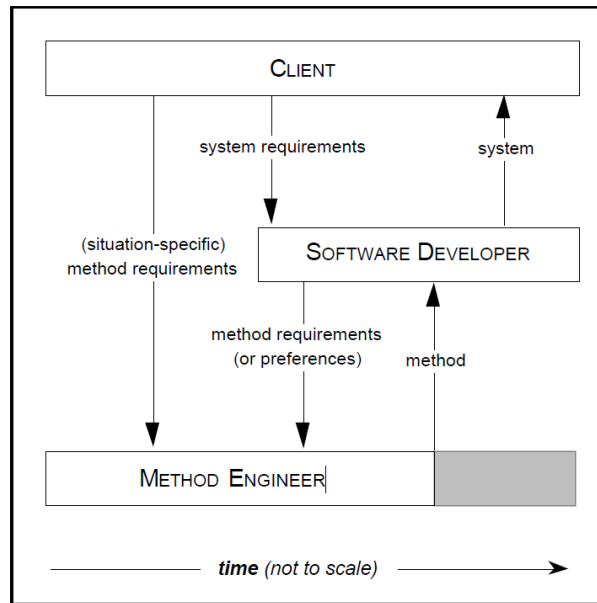 CLIENT
system requirements
system
(situation-specific)
method requirements
SOFTWARE DEVELOPER
method requirements
(or preferences)
method
METHOD ENGINEER
time (not to scale)